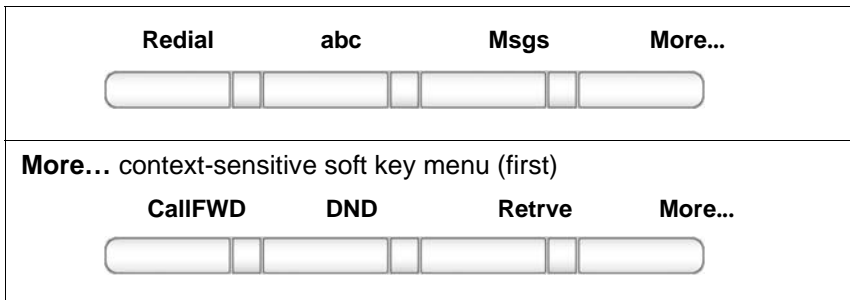 Redial abc Msgs More...
More... context-sensitive soft key menu (first)
CallFWD DND Retrve More...